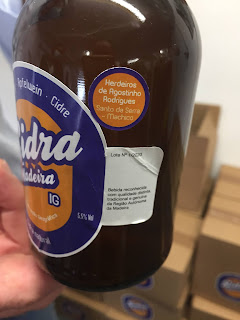 Apfelwein · Cidre
Sidra
Madeira
IG
5.5% Vol
Herdeiros
de Agostinho
Rodrigues
Santo da Serra
- Machico
Lote Nº
Bebida reconhecida
com qualidade distinta,
tradicional e genuína
da Região Autónoma
da Madeira